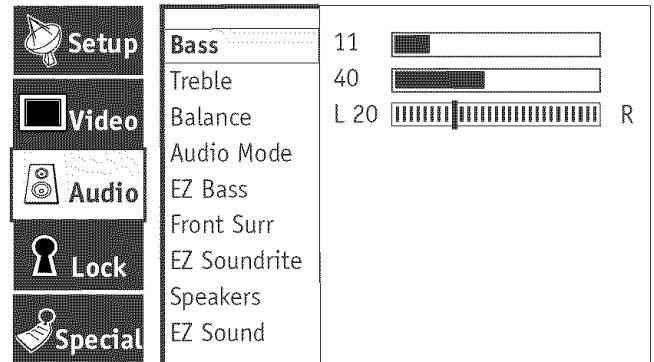 Setup
Video
Audio
Lock
Special
Bass 11
Treble 40
Balance L 20 R
Audio Mode
EZ Bass
Front Surr
EZ Soundrite
Speakers
EZ Sound